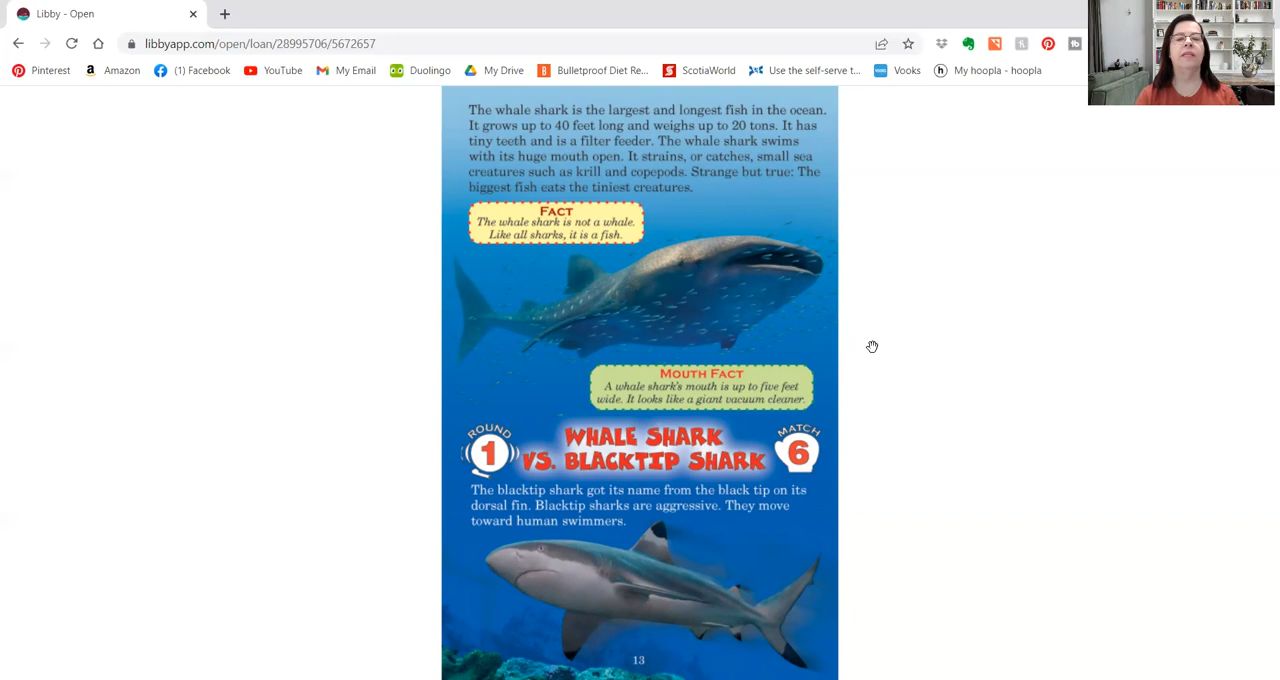 Libby - Open
libbyapp.com/open/loan/28995706/5672657
Pinterest Amazon (1) Facebook YouTube My Email Duolingo My Drive Bulletproof Diet Re... ScotiaWorld Use the self-serve t... Vooks My hoopla - hoopla
The whale shark is the largest and longest fish in the ocean.
It grows up to 40 feet long and weighs up to 20 tons. It has
tiny teeth and is a filter feeder. The whale shark swims
with its huge mouth open. It strains, or catches, small sea
creatures such as krill and copepods. Strange but true: The
biggest fish eats the tiniest creatures.
FACT
The whale shark is not a whale.
Like all sharks, it is a fish.
MOUTH FACT
A whale shark's mouth is up to five feet
wide. It looks like a giant vacuum cleaner.
ROUND
1
WHALE SHARK
VS. BLACKTIP SHARK
MATCH
6
The blacktip shark got its name from the black tip on its
dorsal fin. Blacktip sharks are aggressive. They move
toward human swimmers.
13